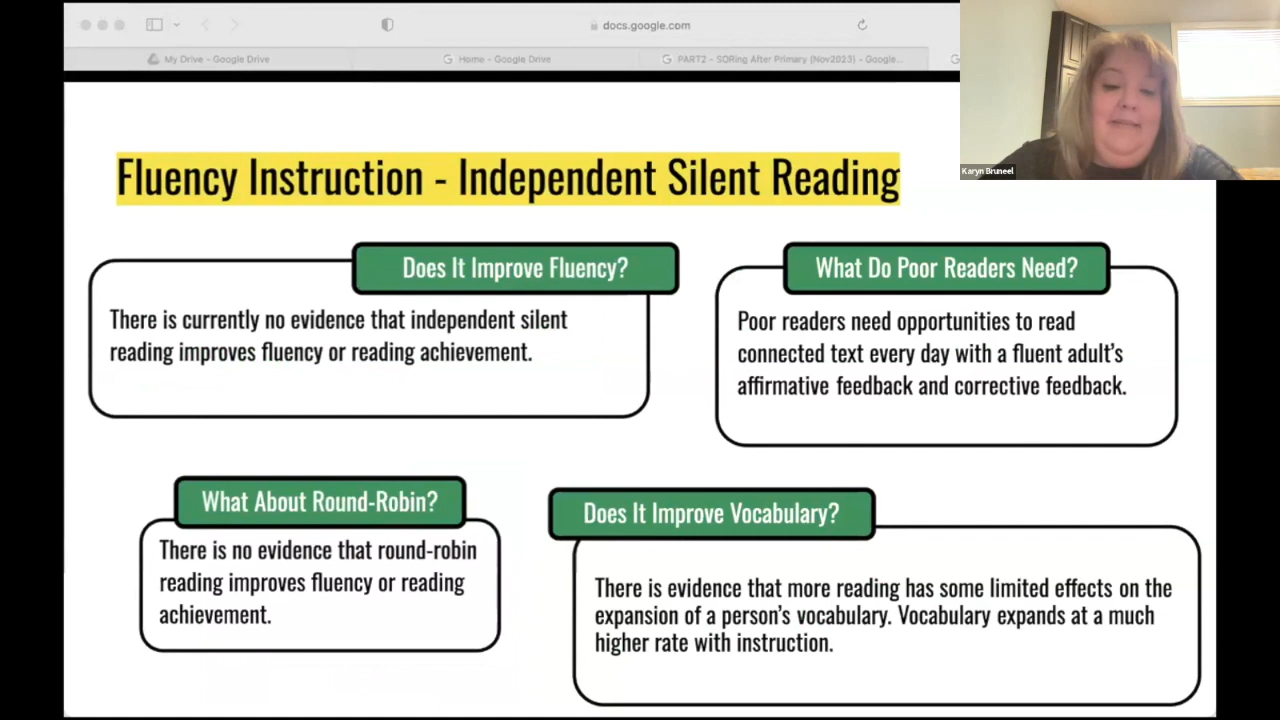 docs.google.com
My Drive - Google Drive
Home - Google Drive
PART2 - SORing After Primary (Nov2023) - Google...
Karyn Bruneel
Fluency Instruction - Independent Silent Reading
Does It Improve Fluency?
There is currently no evidence that independent silent
reading improves fluency or reading achievement.
What Do Poor Readers Need?
Poor readers need opportunities to read
connected text every day with a fluent adult's
affirmative feedback and corrective feedback.
What About Round-Robin?
There is no evidence that round-robin
reading improves fluency or reading
achievement.
Does It Improve Vocabulary?
There is evidence that more reading has some limited effects on the
expansion of a person's vocabulary. Vocabulary expands at a much
higher rate with instruction.